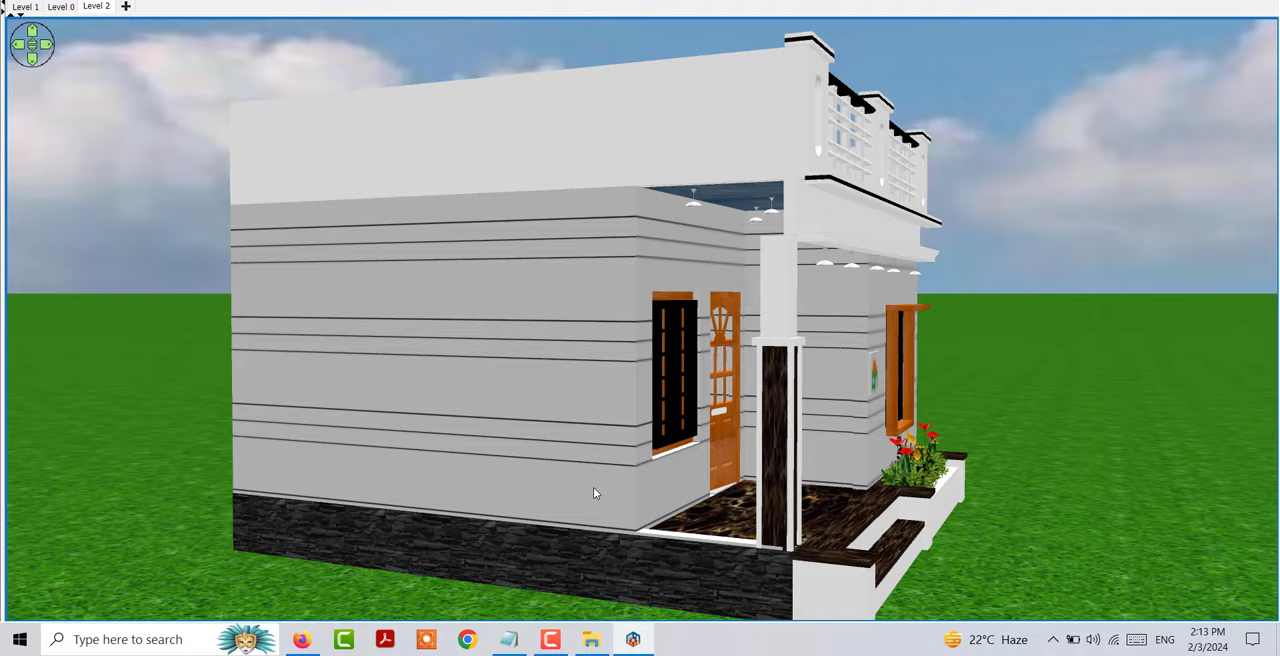 Level 1 Level 0 Level 2
Type here to search
22°C Haze
ENG
2:13 PM
2/3/2024